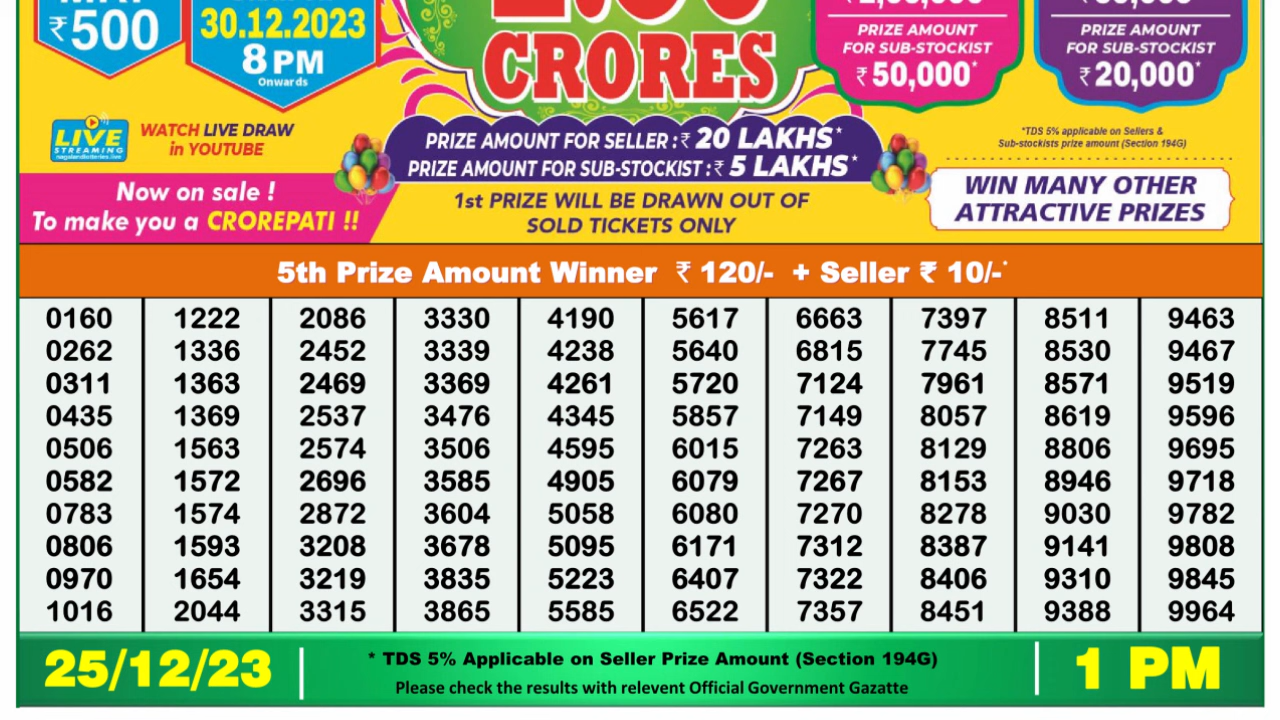 MRP
₹500
30.12.2023
8 PM
Onwards
CRORES
PRIZE AMOUNT
FOR SUB-STOCKIST
₹ 50,000*
PRIZE AMOUNT
FOR SUB-STOCKIST
₹ 20,000*
LIVE
STREAMING
nagalandlotteries.live
WATCH LIVE DRAW
in YOUTUBE
PRIZE AMOUNT FOR SELLER :₹ 20 LAKHS*
PRIZE AMOUNT FOR SUB-STOCKIST :₹ 5 LAKHS*
*TDS 5% applicable on Sellers &
Sub-stockists prize amount (Section 194G)
Now on sale !
To make you a CROREPATI !!
1st PRIZE WILL BE DRAWN OUT OF
SOLD TICKETS ONLY
WIN MANY OTHER
ATTRACTIVE PRIZES
5th Prize Amount Winner ₹ 120/- + Seller ₹ 10/-*
0160 1222 2086 3330 4190 5617 6663 7397 8511 9463
0262 1336 2452 3339 4238 5640 6815 7745 8530 9467
0311 1363 2469 3369 4261 5720 7124 7961 8571 9519
0435 1369 2537 3476 4345 5857 7149 8057 8619 9596
0506 1563 2574 3506 4595 6015 7263 8129 8806 9695
0582 1572 2696 3585 4905 6079 7267 8153 8946 9718
0783 1574 2872 3604 5058 6080 7270 8278 9030 9782
0806 1593 3208 3678 5095 6171 7312 8387 9141 9808
0970 1654 3219 3835 5223 6407 7322 8406 9310 9845
1016 2044 3315 3865 5585 6522 7357 8451 9388 9964
25/12/23
* TDS 5% Applicable on Seller Prize Amount (Section 194G)
Please check the results with relevent Official Government Gazatte
1 PM